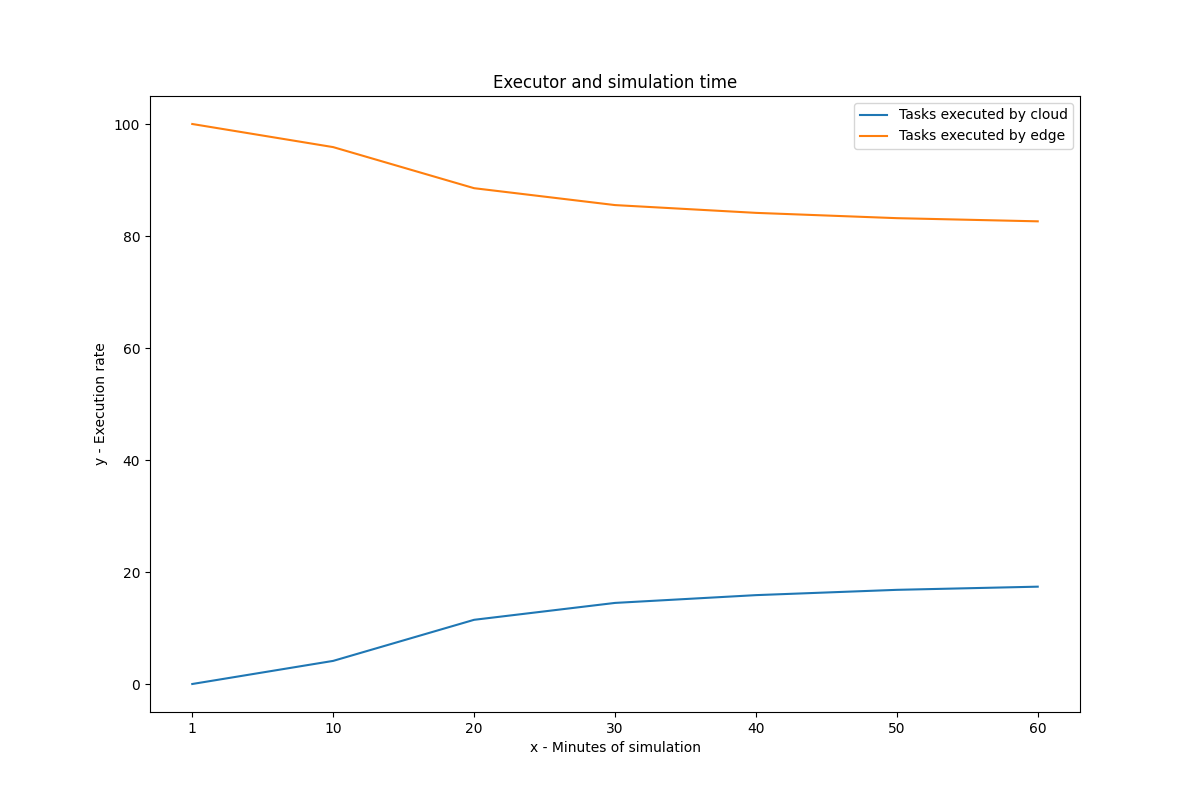 Executor and simulation time
Tasks executed by cloud
Tasks executed by edge
y - Execution rate
100
80
60
40
20
0
1 10 20 30 40 50 60
x - Minutes of simulation